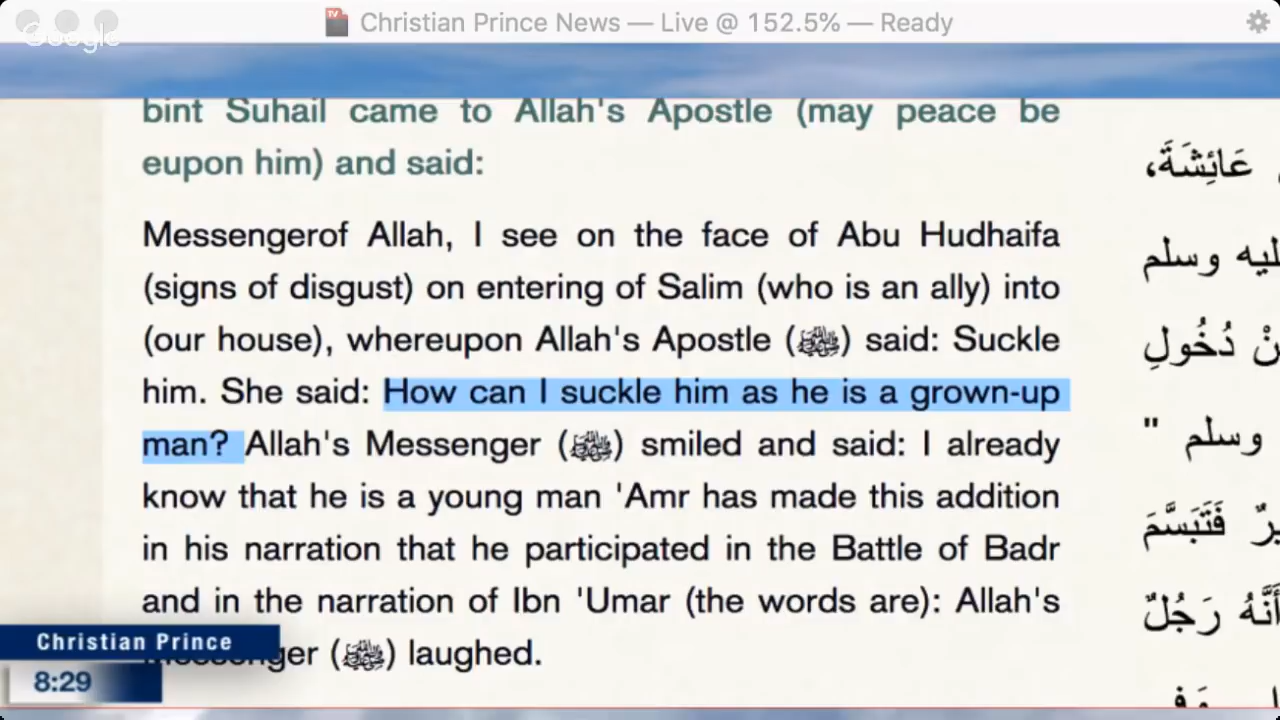 Christian Prince News — Live @ 152.5% — Ready
Google
bint Suhail came to Allah's Apostle (may peace be
eupon him) and said:
Messengerof Allah, I see on the face of Abu Hudhaifa
(signs of disgust) on entering of Salim (who is an ally) into
(our house), whereupon Allah's Apostle (ﷺ) said: Suckle
him. She said: How can I suckle him as he is a grown-up
man? Allah's Messenger (ﷺ) smiled and said: I already
know that he is a young man 'Amr has made this addition
in his narration that he participated in the Battle of Badr
and in the narration of Ibn 'Umar (the words are): Allah's
Messenger (ﷺ) laughed.
عَائِشَةَ،
ليه وسلم
نْ دُخُولِ
وسلم "
يرٌ فَتَبَسَّمَ
أَنَّهُ رَجُلٌ
Christian Prince
8:29